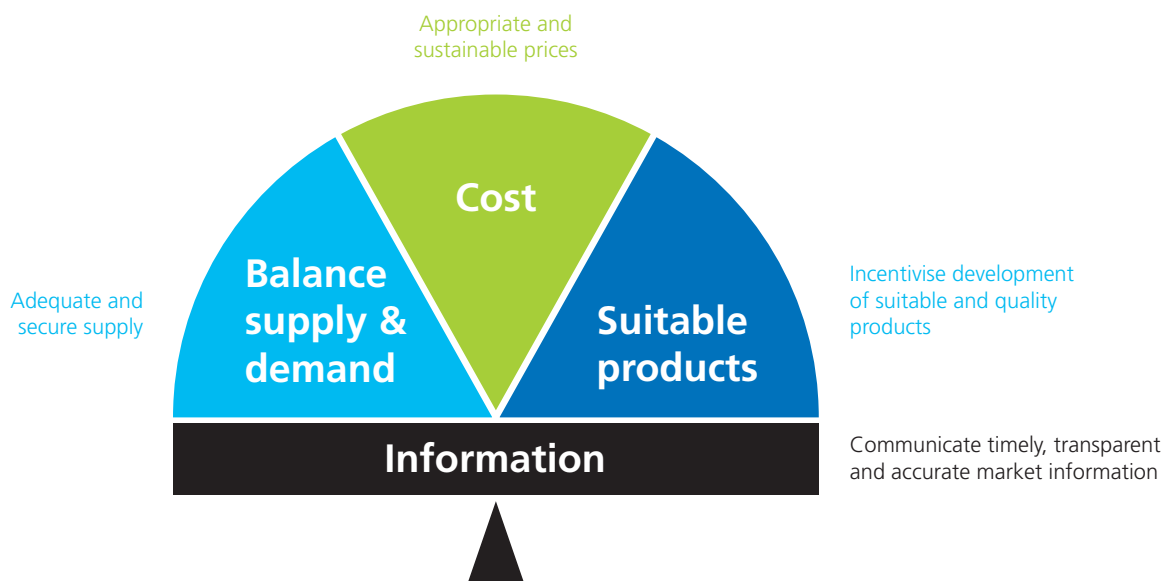 Appropriate and
sustainable prices
Cost
Balance
supply &
demand
Adequate and
secure supply
Suitable
products
Incentivise development
of suitable and quality
products
Information
Communicate timely, transparent
and accurate market information